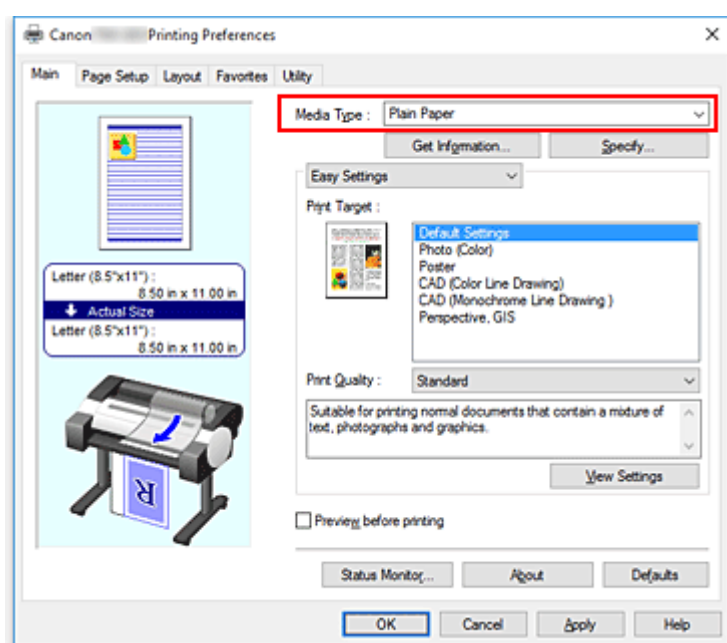 Canon Printing Preferences
Main Page Setup Layout Favorites Utility
Media Type : Plain Paper
Get Information... Specify...
Easy Settings
Print Target :
Default Settings
Photo (Color)
Poster
CAD (Color Line Drawing)
CAD (Monochrome Line Drawing )
Perspective, GIS
Letter (8.5"x11") :
8.50 in x 11.00 in
Actual Size
Letter (8.5"x11") :
8.50 in x 11.00 in
Print Quality : Standard
Suitable for printing normal documents that contain a mixture of
text, photographs and graphics.
View Settings
R
Preview before printing
Status Monitor... About Defaults
OK Cancel Apply Help